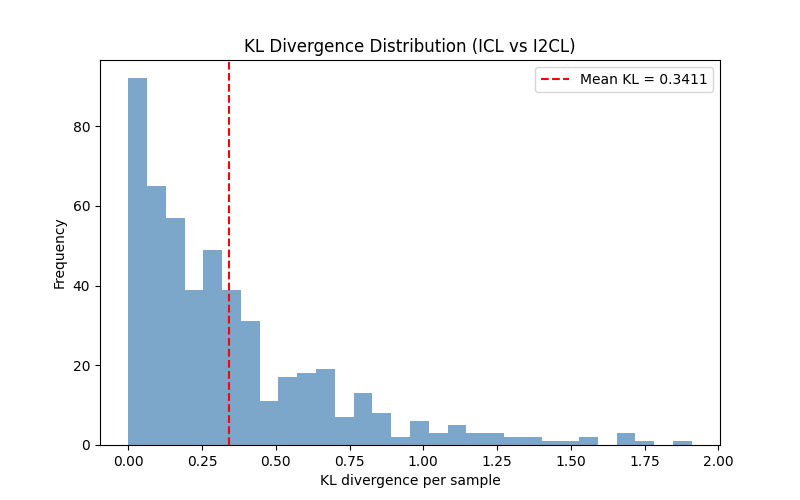 KL Divergence Distribution (ICL vs I2CL)
Mean KL = 0.3411
Frequency
80
60
40
20
0
0.00 0.25 0.50 0.75 1.00 1.25 1.50 1.75 2.00
KL divergence per sample